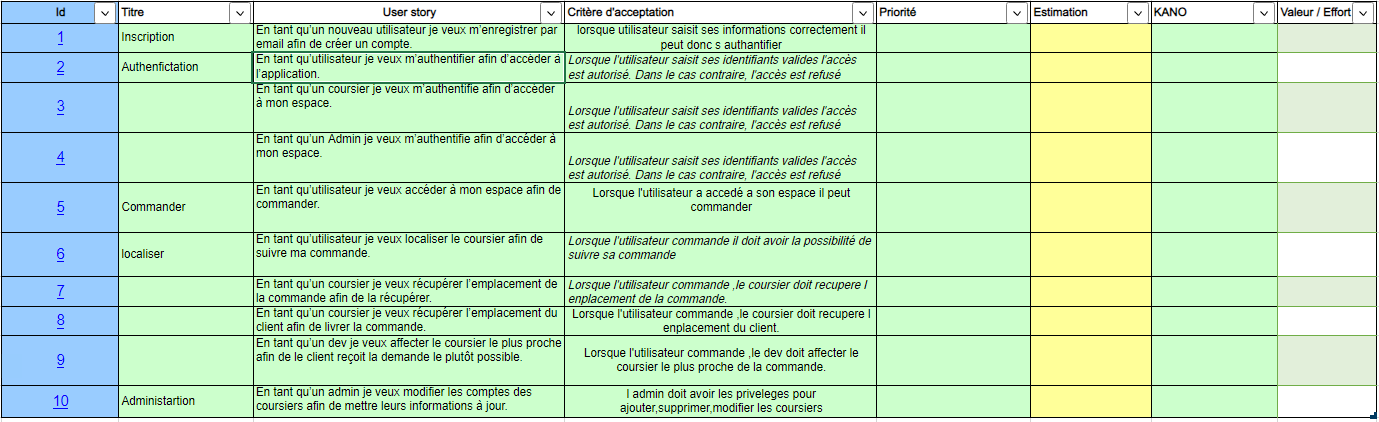 Id Titre User story Critère d'acceptation Priorité Estimation KANO Valeur / Effort
1 Inscription
En tant qu’un nouveau utilisateur je veux m’enregistrer par
email afin de créer un compte.
lorsque utilisateur saisit ses informations correctement il
peut donc s authantifier
2 Authenfictation
En tant qu’utilisateur je veux m’authentifier afin d’accèder à
l’application.
Lorsque l'utilisateur saisit ses identifiants valides l'accès
est autorisé. Dans le cas contraire, l'accès est refusé
3
En tant qu’un coursier je veux m’authentifie afin d’accèder
à mon espace.
Lorsque l'utilisateur saisit ses identifiants valides l'accès
est autorisé. Dans le cas contraire, l'accès est refusé
4
En tant qu’un Admin je veux m’authentifie afin d’accéder à
mon espace.
Lorsque l'utilisateur saisit ses identifiants valides l'accès
est autorisé. Dans le cas contraire, l'accès est refusé
5 Commander
En tant qu’utilisateur je veux accéder à mon espace afin de
commander.
Lorsque l'utilisateur a accedé a son espace il peut
commander
6 localiser
En tant qu’utilisateur je veux localiser le coursier afin de
suivre ma commande.
Lorsque l'utilisateur commande il doit avoir la possibilité de
suivre sa commande
7
En tant qu’un coursier je veux récupérer l’emplacement de
la commande afin de la récupérer.
Lorsque l'utilisateur commande ,le coursier doit recupere l
enplacement de la commande.
8
En tant qu’un coursier je veux récupérer l’emplacement du
client afin de livrer la commande.
Lorsque l'utilisateur commande ,le coursier doit recupere l
enplacement du client.
9
En tant qu’un dev je veux affecter le coursier le plus proche
afin de le client reçoit la demande le plutôt possible.
Lorsque l'utilisateur commande ,le dev doit affecter le
coursier le plus proche de la commande.
10 Administartion
En tant qu’un admin je veux modifier les comptes des
coursiers afin de mettre leurs informations à jour.
l admin doit avoir les priveleges pour
ajouter,supprimer,modifier les coursiers